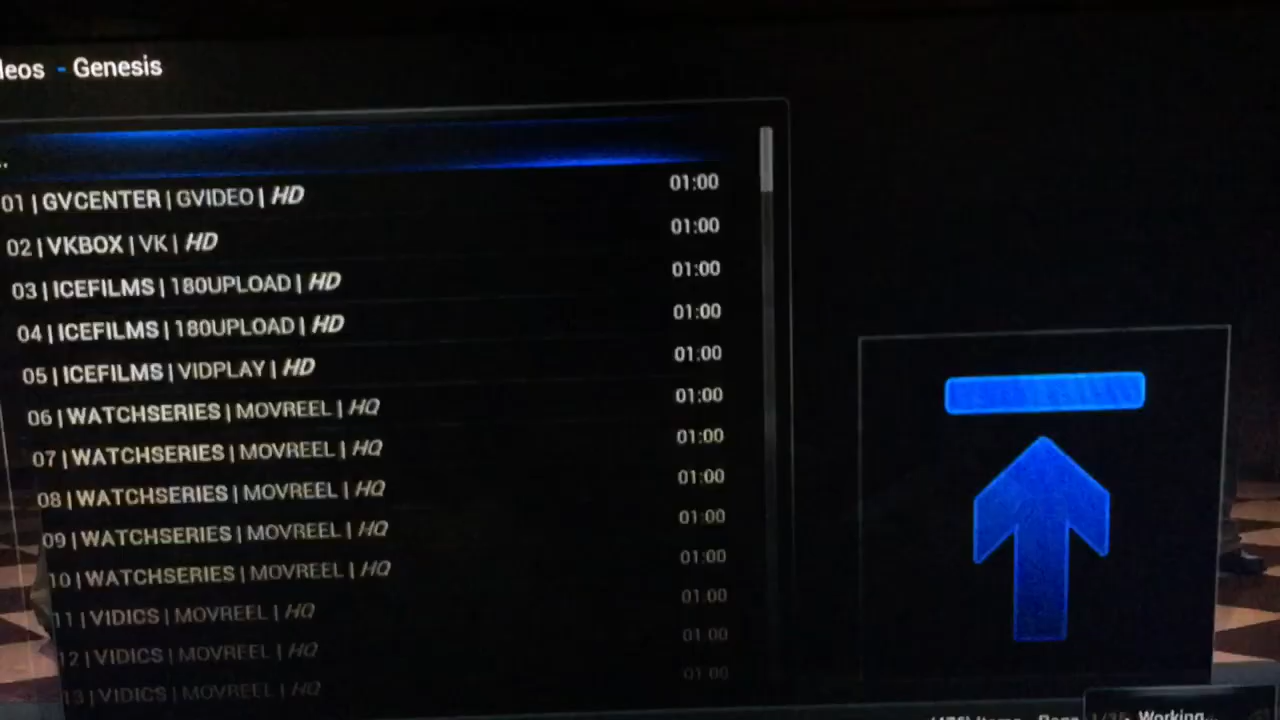 - Genesis
..
01 | GVCENTER | GVIDEO | HD 01:00
02 | VKBOX | VK | HD 01:00
03 | ICEFILMS | 180UPLOAD | HD 01:00
04 | ICEFILMS | 180UPLOAD | HD 01:00
05 | ICEFILMS | VIDPLAY | HD 01:00
06 | WATCHSERIES | MOVREEL | HQ 01:00
07 | WATCHSERIES | MOVREEL | HQ 01:00
08 | WATCHSERIES | MOVREEL | HQ 01:00
09 | WATCHSERIES | MOVREEL | HQ 01:00
10 | WATCHSERIES | MOVREEL | HQ 01:00
11 | VIDICS | MOVREEL | HQ 01:00
12 | VIDICS | MOVREEL | HQ 01:00
13 | VIDICS | MOVREEL | HQ 01:00
Working...